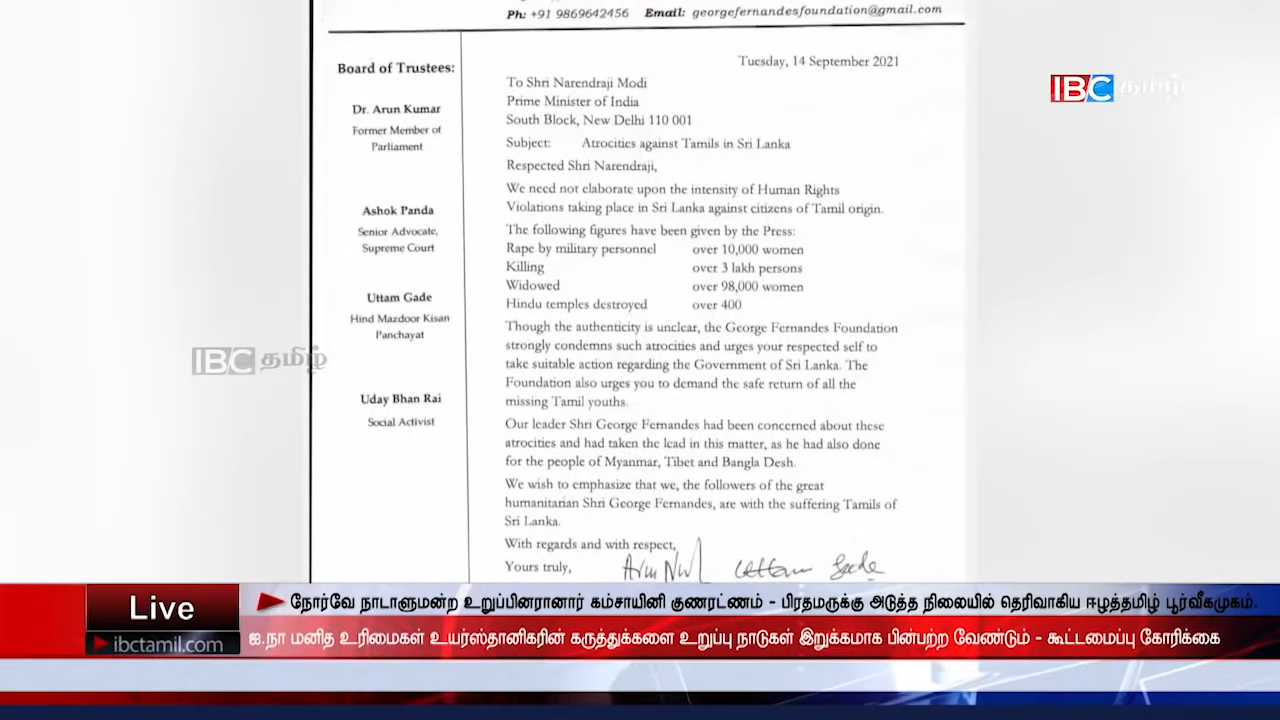 Ph: +91 9869642456 Email: georgefernandesfoundation@gmail.com
Board of Trustees:
Dr. Arun Kumar
Former Member of
Parliament
Ashok Panda
Senior Advocate,
Supreme Court
Uttam Gade
Hind Mazdoor Kisan
Panchayat
Uday Bhan Rai
Social Activist
Tuesday, 14 September 2021
To Shri Narendraji Modi
Prime Minister of India
South Block, New Delhi 110 001
Subject: Atrocities against Tamils in Sri Lanka
Respected Shri Narendraji,
We need not elaborate upon the intensity of Human Rights
Violations taking place in Sri Lanka against citizens of Tamil origin.
The following figures have been given by the Press:
Rape by military personnel over 10,000 women
Killing over 3 lakh persons
Widowed over 98,000 women
Hindu temples destroyed over 400
Though the authenticity is unclear, the George Fernandes Foundation
strongly condemns such atrocities and urges your respected self to
take suitable action regarding the Government of Sri Lanka. The
Foundation also urges you to demand the safe return of all the
missing Tamil youths.
Our leader Shri George Fernandes had been concerned about these
atrocities and had taken the lead in this matter, as he had also done
for the people of Myanmar, Tibet and Bangla Desh.
We wish to emphasize that we, the followers of the great
humanitarian Shri George Fernandes, are with the suffering Tamils of
Sri Lanka.
With regards and with respect,
Yours truly,
IBC தமிழ்
IBC தமிழ்
Live
ibctamil.com
நோர்வே நாடாளுமன்ற உறுப்பினரானார் கம்சாயினி குணரட்ணம் - பிரதமருக்கு அடுத்த நிலையில் தெரிவாகிய ஈழத்தமிழ் பூர்வீகமுகம்.
ஐ.நா மனித உரிமைகள் உயர்ஸ்தானிகரின் கருத்துக்களை உறுப்பு நாடுகள் இறுக்கமாக பின்பற்ற வேண்டும் - கூட்டமைப்பு கோரிக்கை